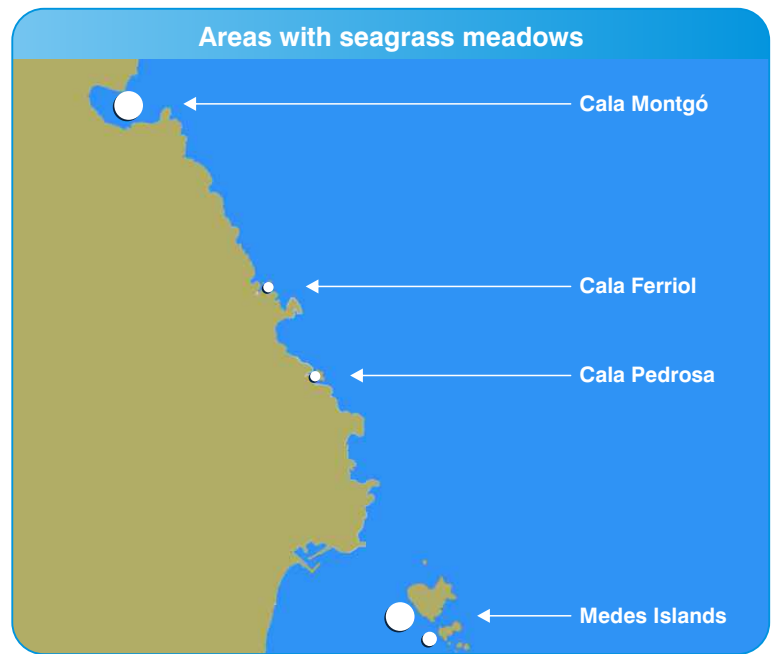 Areas with seagrass meadows
Cala Montgó
Cala Ferriol
Cala Pedrosa
Medes Islands